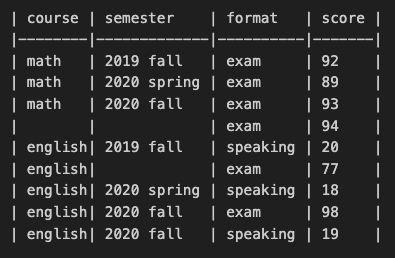 | course | semester    | format   | score |
|--------|-------------|----------|-------|
| math   | 2019 fall   | exam     | 92    |
| math   | 2020 spring | exam     | 89    |
| math   | 2020 fall   | exam     | 93    |
|        |             | exam     | 94    |
| english| 2019 fall   | speaking | 20    |
| english|             | exam     | 77    |
| english| 2020 spring | speaking | 18    |
| english| 2020 fall   | exam     | 98    |
| english| 2020 fall   | speaking | 19    |